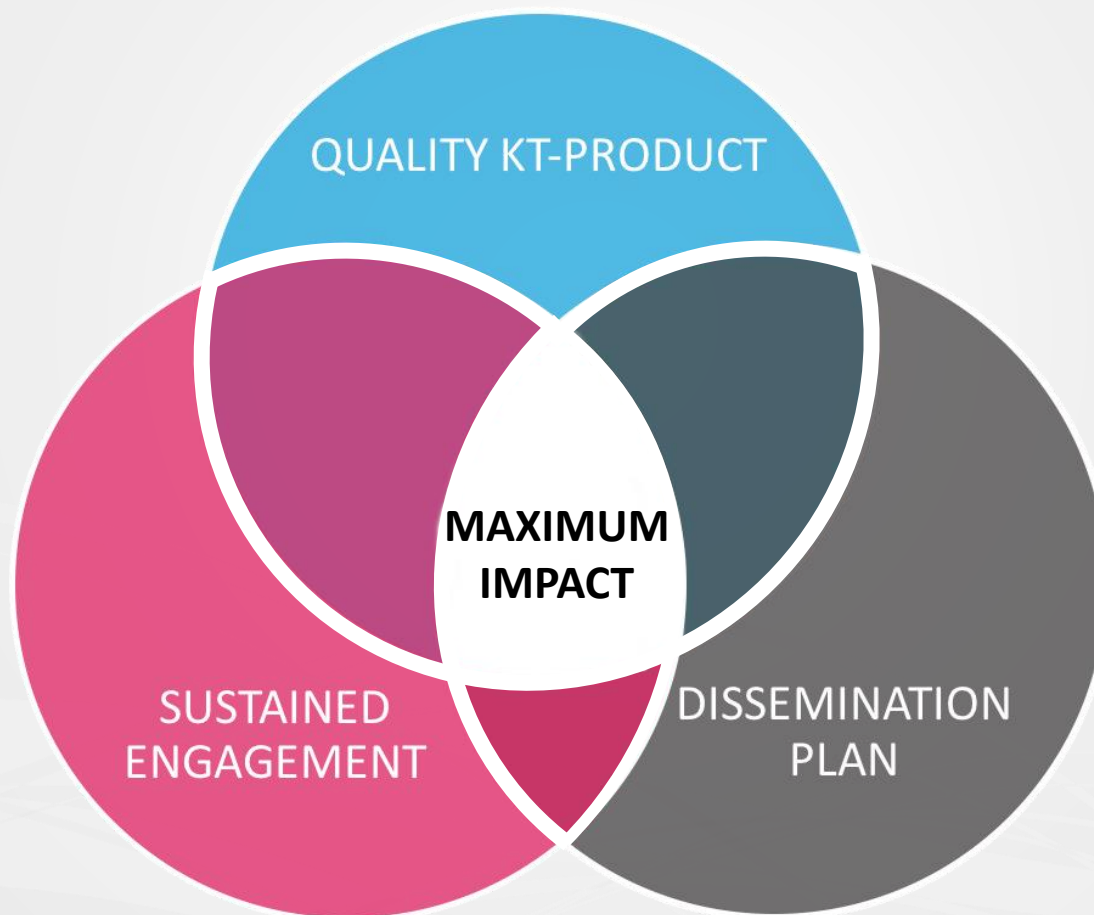 QUALITY KT-PRODUCT
MAXIMUM
IMPACT
SUSTAINED
ENGAGEMENT
DISSEMINATION
PLAN